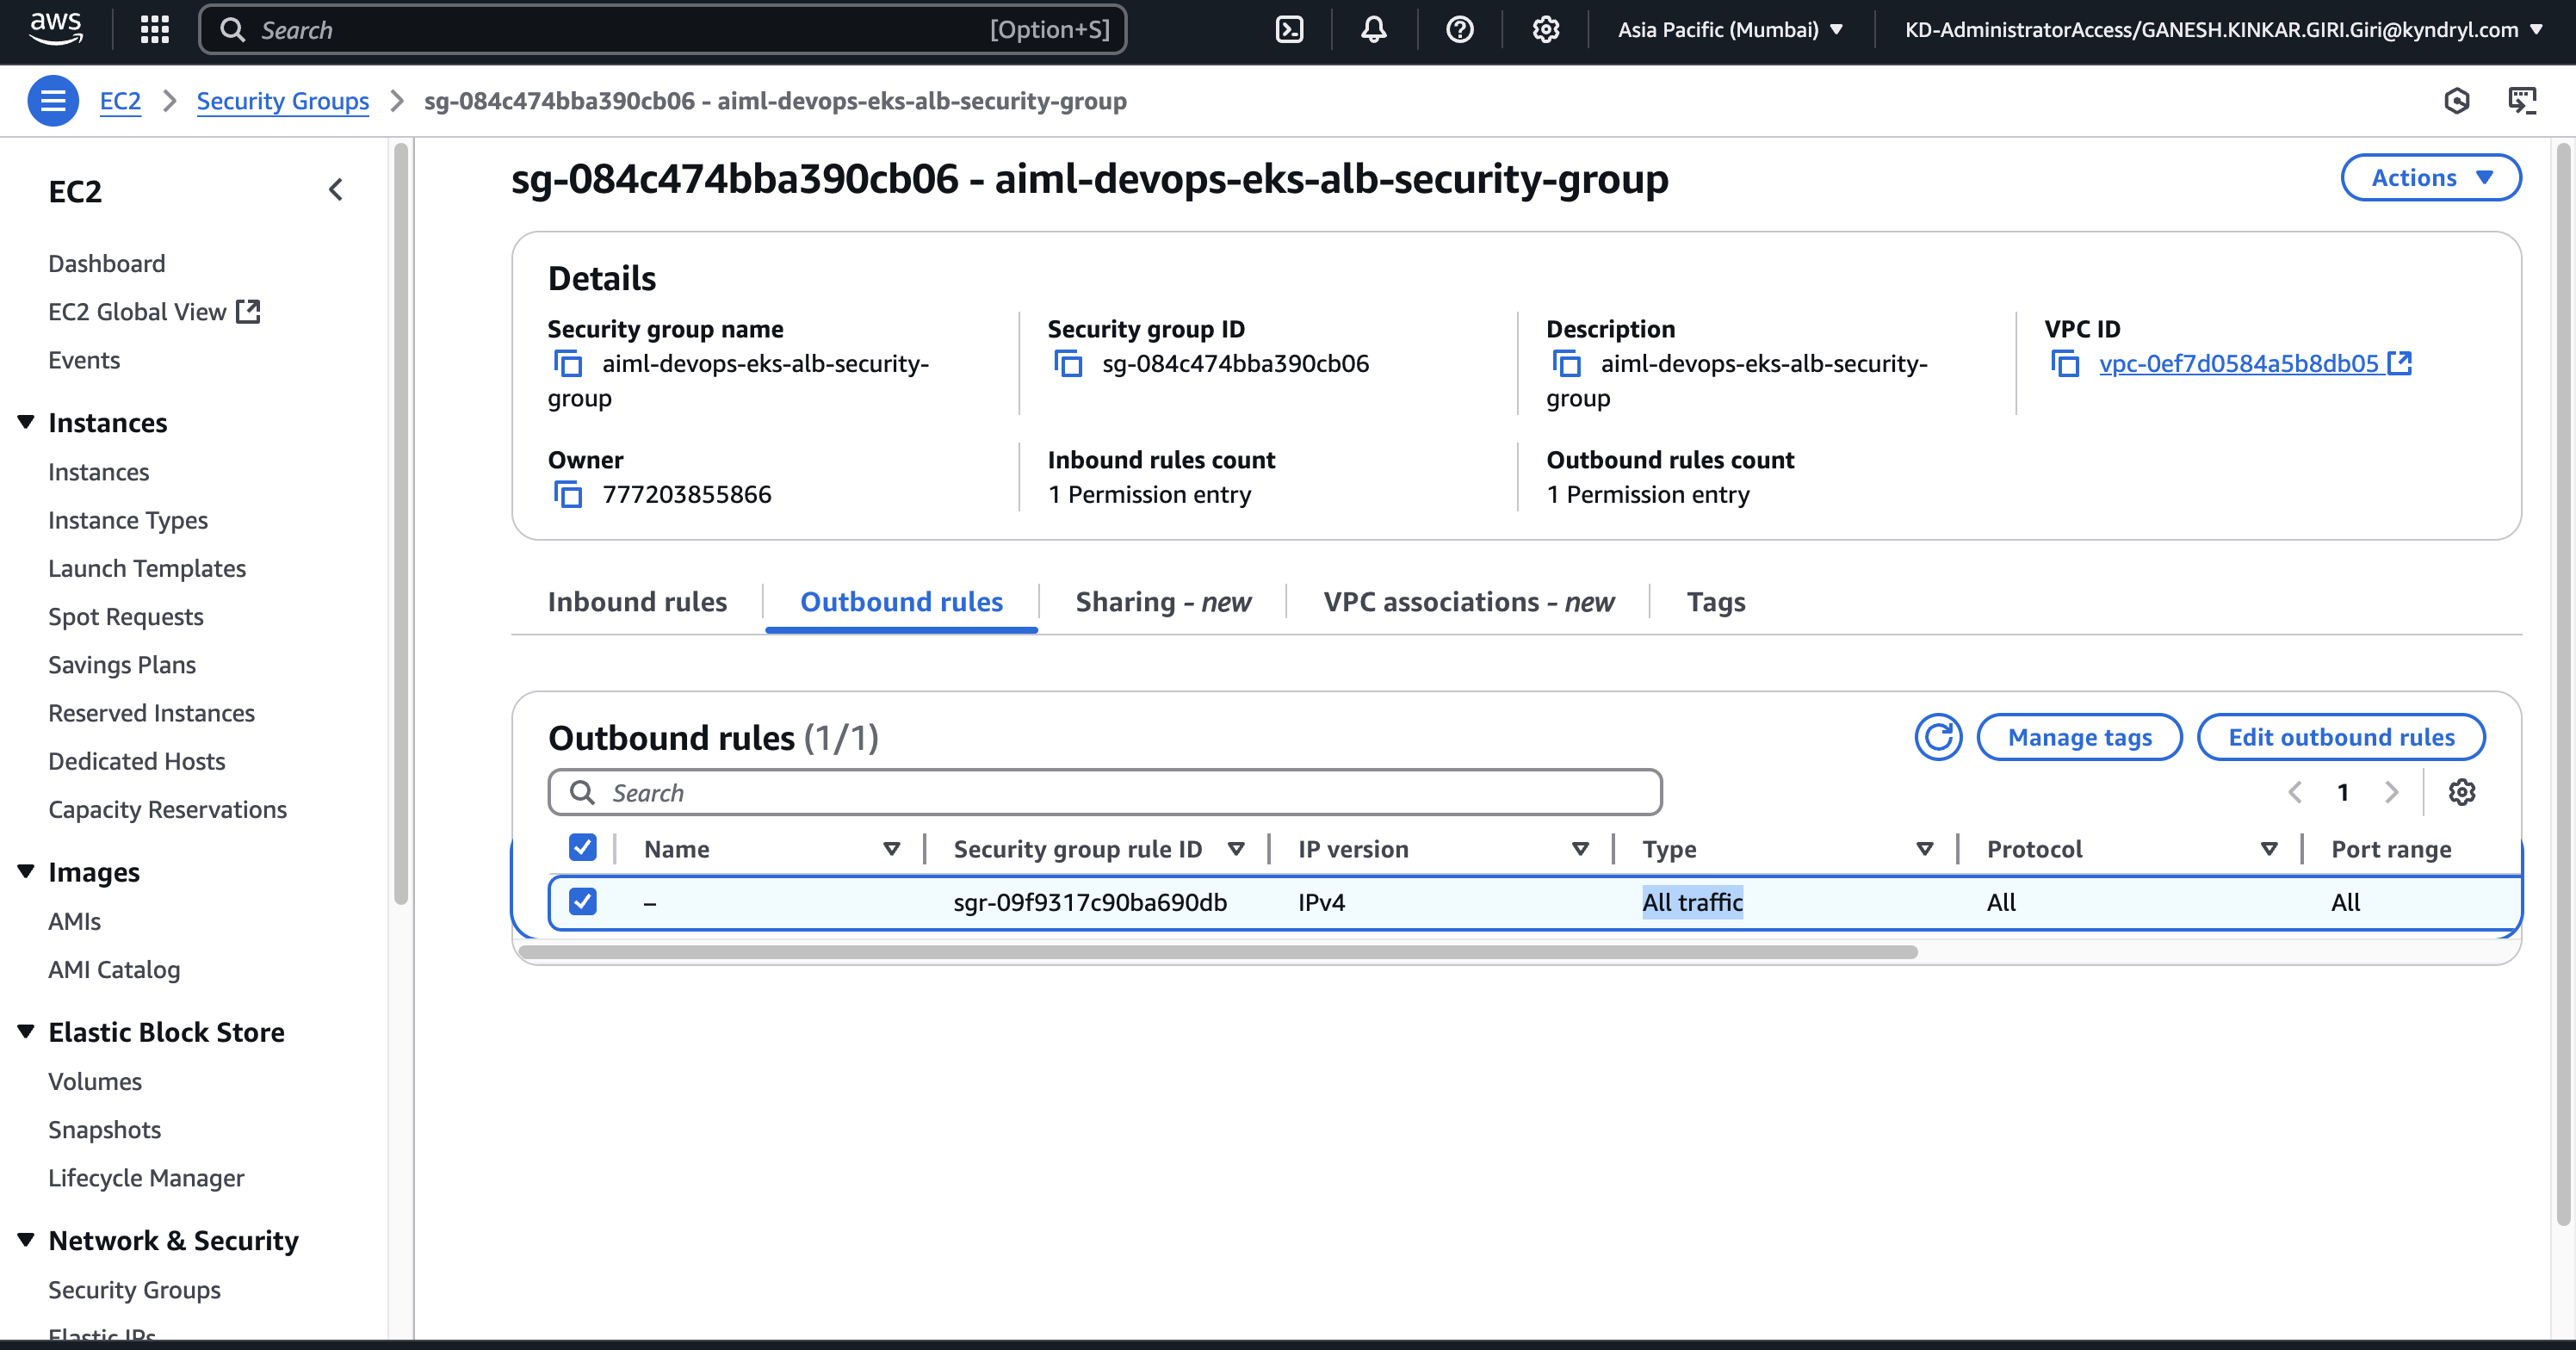 aws
Search
[Option+S]
Asia Pacific (Mumbai)
KD-AdministratorAccess/GANESH.KINKAR.GIRI.Giri@kyndryl.com
EC2
Security Groups
sg-084c474bba390cb06 - aiml-devops-eks-alb-security-group
EC2
Dashboard
EC2 Global View
Events
Instances
Instances
Instance Types
Launch Templates
Spot Requests
Savings Plans
Reserved Instances
Dedicated Hosts
Capacity Reservations
Images
AMIs
AMI Catalog
Elastic Block Store
Volumes
Snapshots
Lifecycle Manager
Network & Security
Security Groups
Elastic IPs
sg-084c474bba390cb06 - aiml-devops-eks-alb-security-group
Actions
Details
Security group name
aiml-devops-eks-alb-security-
group
Security group ID
sg-084c474bba390cb06
Description
aiml-devops-eks-alb-security-
group
VPC ID
vpc-0ef7d0584a5b8db05
Owner
777203855866
Inbound rules count
1 Permission entry
Outbound rules count
1 Permission entry
Inbound rules
Outbound rules
Sharing - new
VPC associations - new
Tags
Outbound rules (1/1)
Manage tags
Edit outbound rules
Search
1
Name Security group rule ID IP version Type Protocol Port range
– sgr-09f9317c90ba690db IPv4 All traffic All All